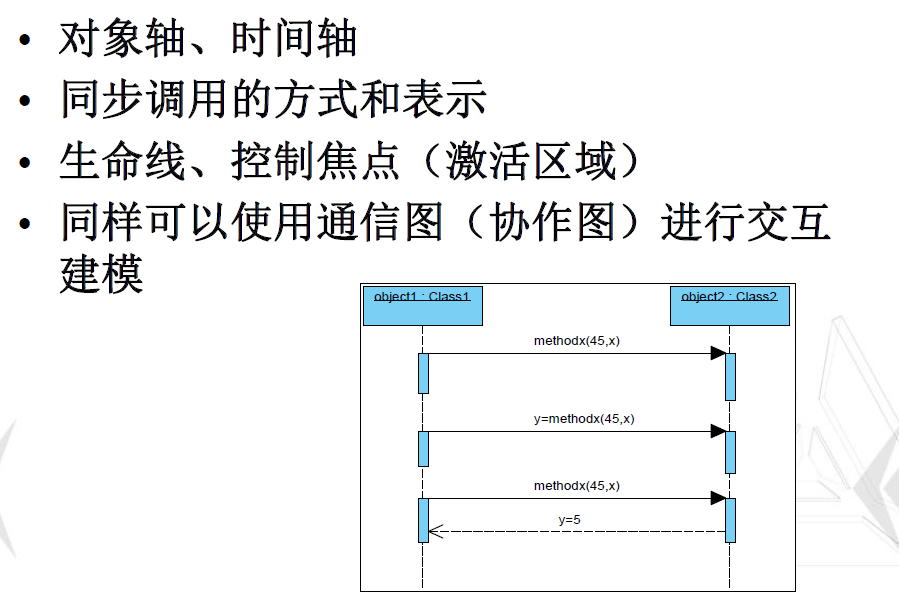 • 对象轴、时间轴
• 同步调用的方式和表示
• 生命线、控制焦点（激活区域）
• 同样可以使用通信图（协作图）进行交互
建模
object1 : Class1
object2 : Class2
methodx(45,x)
y=methodx(45,x)
methodx(45,x)
y=5